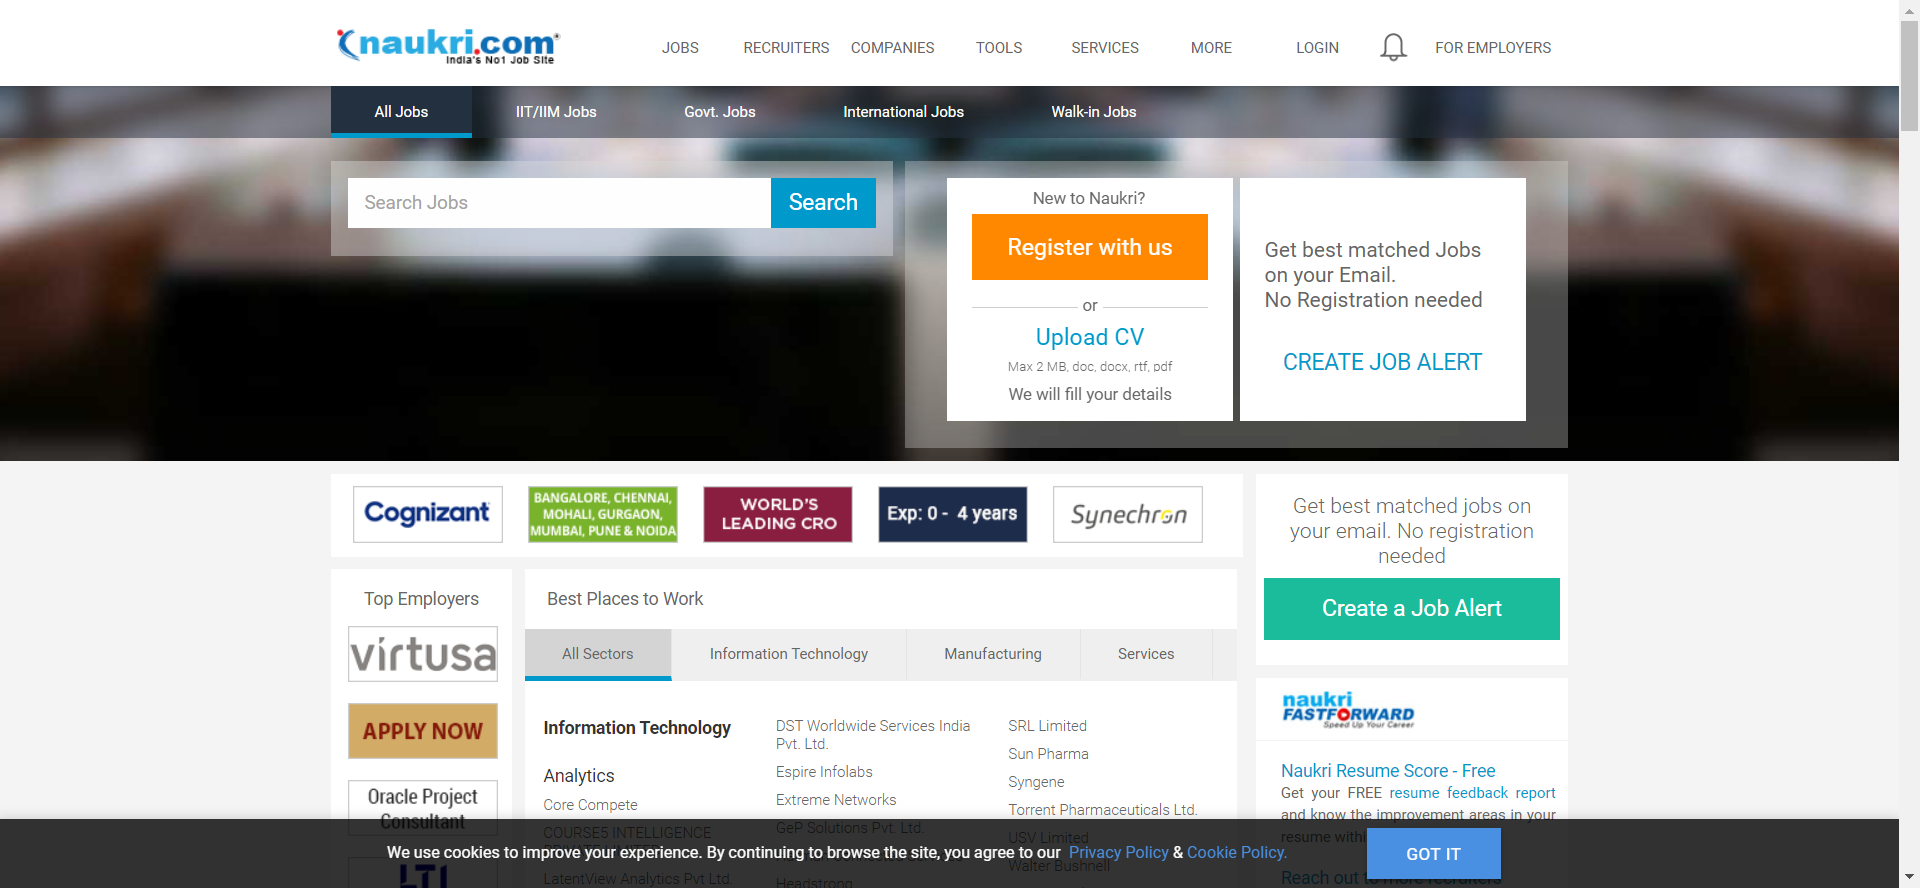 naukri.com
India's No1 Job Site
JOBS
RECRUITERS
COMPANIES
TOOLS
SERVICES
MORE
LOGIN
FOR EMPLOYERS
All Jobs
IIT/IIM Jobs
Govt. Jobs
International Jobs
Walk-in Jobs
Search Jobs
Search
New to Naukri?
Register with us
or
Upload CV
Max 2 MB, doc, docx, rtf, pdf
We will fill your details
Get best matched Jobs
on your Email.
No Registration needed
CREATE JOB ALERT
Cognizant
BANGALORE, CHENNAI,
MOHALI, GURGAON,
MUMBAI, PUNE & NOIDA
WORLD'S
LEADING CRO
Exp: 0 - 4 years
Synechron
Get best matched jobs on
your email. No registration
needed
Create a Job Alert
Top Employers
virtusa
APPLY NOW
Oracle Project
Consultant
LTI
Best Places to Work
All Sectors
Information Technology
Manufacturing
Services
Information Technology
Analytics
Core Compete
COURSE5 INTELLIGENCE
LatentView Analytics Pvt Ltd.
DST Worldwide Services India
Pvt. Ltd.
Espire Infolabs
Extreme Networks
GeP Solutions Pvt. Ltd.
Headstrong
SRL Limited
Sun Pharma
Syngene
Torrent Pharmaceuticals Ltd.
USV Limited
Walter Bushnell
naukri
FASTFORWARD
Speed Up Your Career
Naukri Resume Score - Free
Get your FREE resume feedback report
and know the improvement areas in your
resume within
Reach out to more recruiters
We use cookies to improve your experience. By continuing to browse the site, you agree to our Privacy Policy & Cookie Policy.
GOT IT